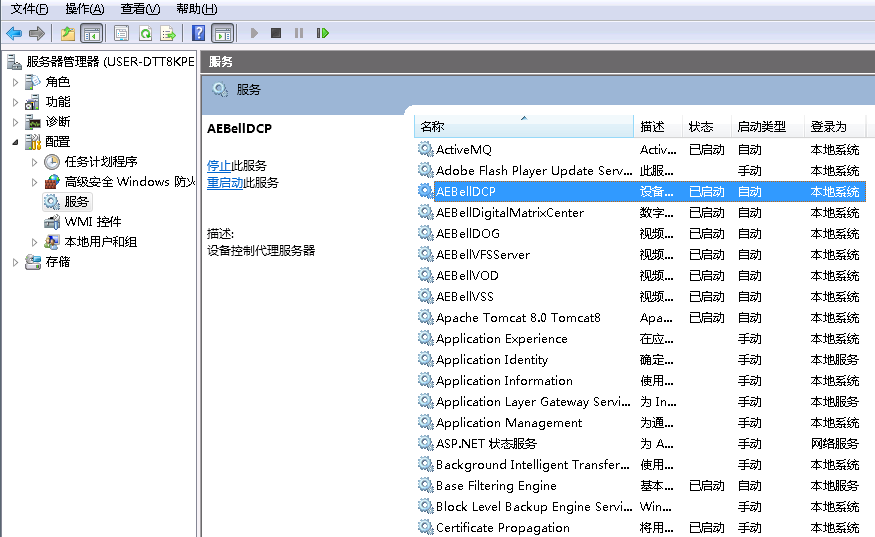 文件(F) 操作(A) 查看(V) 帮助(H)
服务器管理器 (USER-DTT8KPE
角色
功能
诊断
配置
任务计划程序
高级安全 Windows 防火
服务
WMI 控件
本地用户和组
存储
服务
服务
AEBellDCP
停止此服务
重启动此服务
描述:
设备控制代理服务器
名称 描述 状态 启动类型 登录为
ActiveMQ Activ... 已启动 自动 本地系统
Adobe Flash Player Update Serv... 此服... 手动 本地系统
AEBellDCP 设备... 已启动 自动 本地系统
AEBellDigitalMatrixCenter 数字... 已启动 自动 本地系统
AEBellDOG 视频... 已启动 自动 本地系统
AEBellVFSServer 视频... 已启动 自动 本地系统
AEBellVOD 视频... 已启动 自动 本地系统
AEBellVSS 视频... 已启动 自动 本地系统
Apache Tomcat 8.0 Tomcat8 Apa... 已启动 自动 本地系统
Application Experience 在应... 手动 本地系统
Application Identity 确定... 手动 本地服务
Application Information 使用... 手动 本地系统
Application Layer Gateway Servi... 为 In... 手动 本地服务
Application Management 为通... 手动 本地系统
ASP.NET 状态服务 为 A... 手动 网络服务
Background Intelligent Transfer... 使用... 手动 本地系统
Base Filtering Engine 基本... 已启动 自动 本地服务
Block Level Backup Engine Servi... Win... 手动 本地系统
Certificate Propagation 将用... 已启动 手动 本地系统